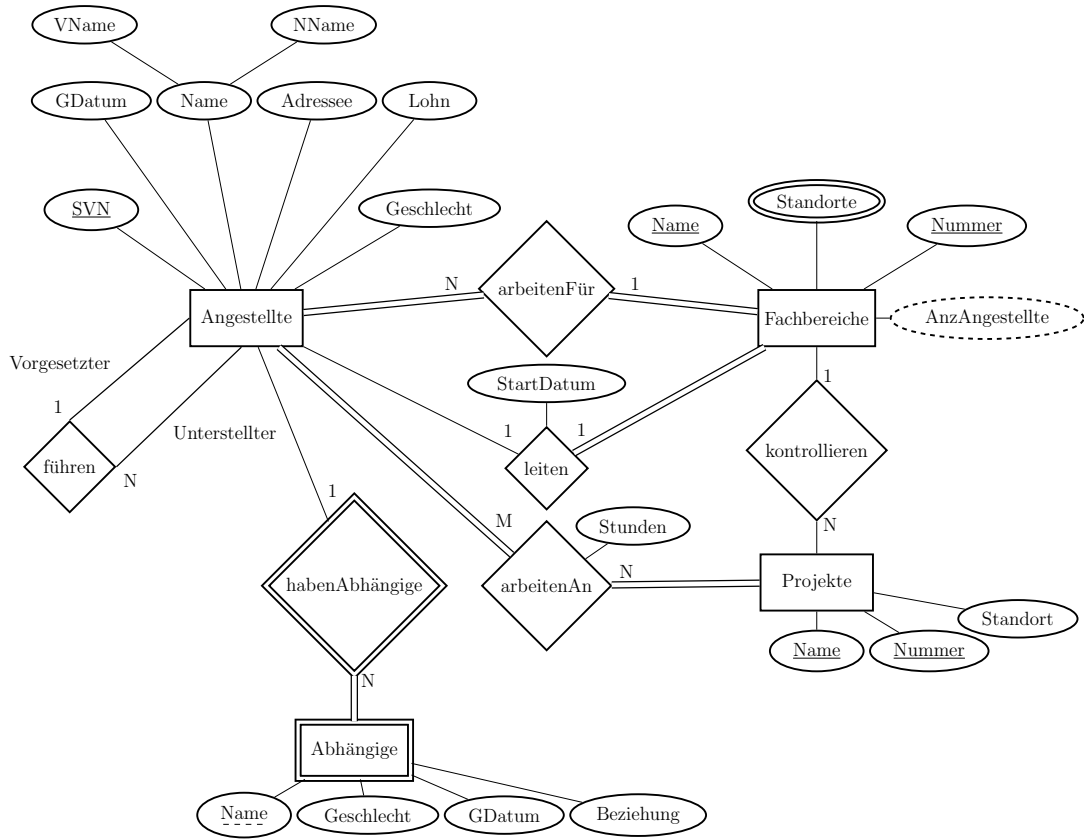 VName
NName
GDatum
Name
Adressee
Lohn
SVN
Geschlecht
Standorte
Name
Nummer
N
arbeitenFür
1
Angestellte
Fachbereiche
AnzAngestellte
Vorgesetzter
StartDatum
1
1
Unterstellter
1
1
führen
N
leiten
kontrollieren
1
M
Stunden
N
habenAbhängige
arbeitenAn
N
Projekte
Standort
Name
Nummer
N
Abhängige
Name
Geschlecht
GDatum
Beziehung